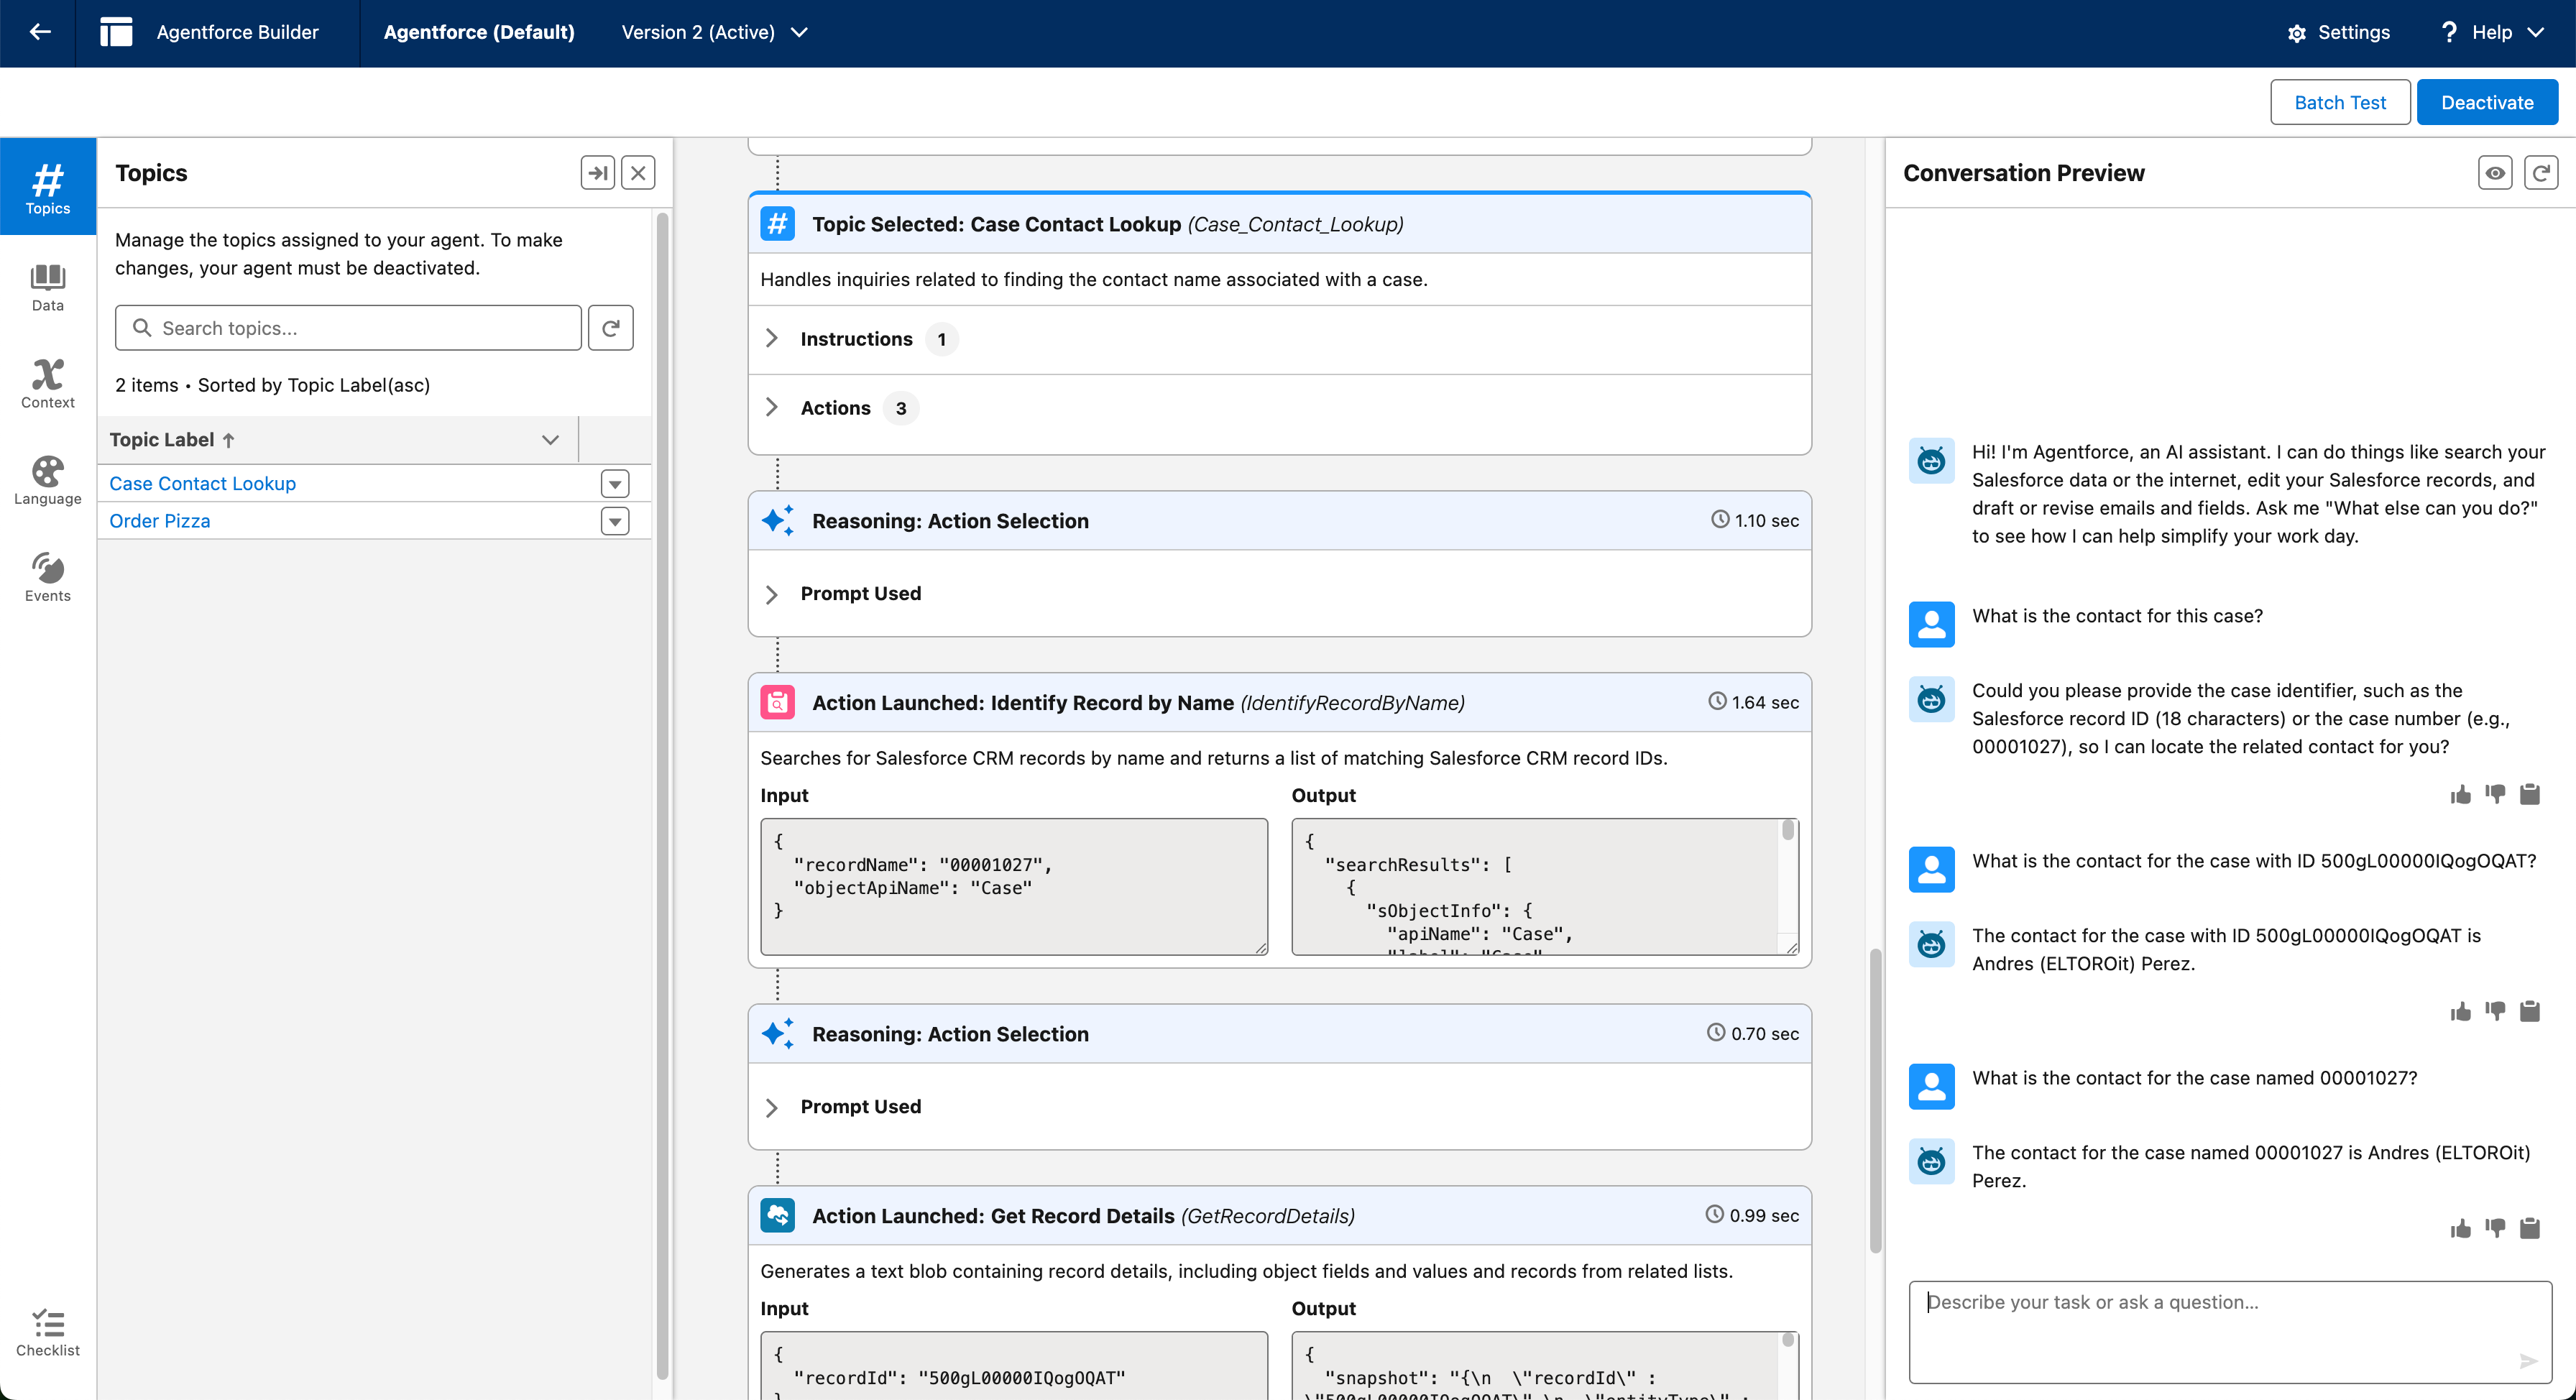 Agentforce Builder
Agentforce (Default)
Version 2 (Active)
Settings
? Help
Batch Test
Deactivate
Topics
Data
Context
Language
Events
Checklist
Topics
Manage the topics assigned to your agent. To make
changes, your agent must be deactivated.
Search topics...
2 items • Sorted by Topic Label(asc)
Topic Label ↑
Case Contact Lookup
Order Pizza
Topic Selected: Case Contact Lookup (Case_Contact_Lookup)
Handles inquiries related to finding the contact name associated with a case.
Instructions 1
Actions 3
Reasoning: Action Selection
1.10 sec
Prompt Used
Action Launched: Identify Record by Name (IdentifyRecordByName)
1.64 sec
Searches for Salesforce CRM records by name and returns a list of matching Salesforce CRM record IDs.
Input
{
"recordName": "00001027",
"objectApiName": "Case"
}
Output
{
"searchResults": [
{
"sObjectInfo": {
"apiName": "Case",
"label": "Case"
Reasoning: Action Selection
0.70 sec
Prompt Used
Action Launched: Get Record Details (GetRecordDetails)
0.99 sec
Generates a text blob containing record details, including object fields and values and records from related lists.
Input
{
"recordId": "500gL00000IQogOQAT"
Output
{
"snapshot": "{\n  \"recordId\" :
\"500gL00000IQogOQAT\",\n  \"entityType\" :
Conversation Preview
Hi! I'm Agentforce, an AI assistant. I can do things like search your
Salesforce data or the internet, edit your Salesforce records, and
draft or revise emails and fields. Ask me "What else can you do?"
to see how I can help simplify your work day.
What is the contact for this case?
Could you please provide the case identifier, such as the
Salesforce record ID (18 characters) or the case number (e.g.,
00001027), so I can locate the related contact for you?
What is the contact for the case with ID 500gL00000IQogOQAT?
The contact for the case with ID 500gL00000IQogOQAT is
Andres (ELTOROit) Perez.
What is the contact for the case named 00001027?
The contact for the case named 00001027 is Andres (ELTOROit)
Perez.
Describe your task or ask a question...